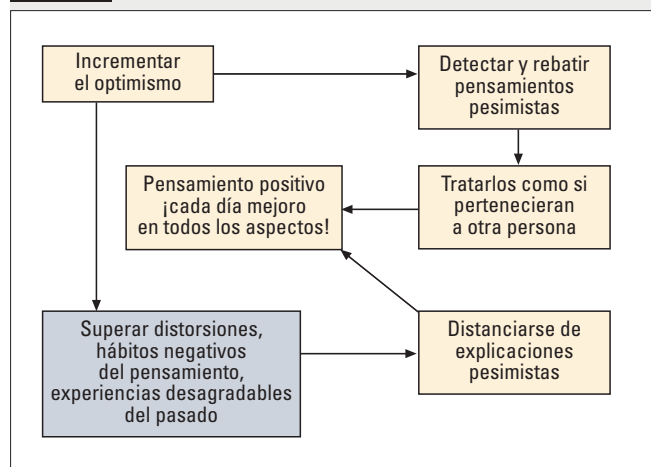 Incrementar
el optimismo
Detectar y rebatir
pensamientos
pesimistas
Pensamiento positivo
¡cada día mejoro
en todos los aspectos!
Tratarlos como si
pertenecieran
a otra persona
Superar distorsiones,
hábitos negativos
del pensamiento,
experiencias desagradables
del pasado
Distanciarse de
explicaciones
pesimistas